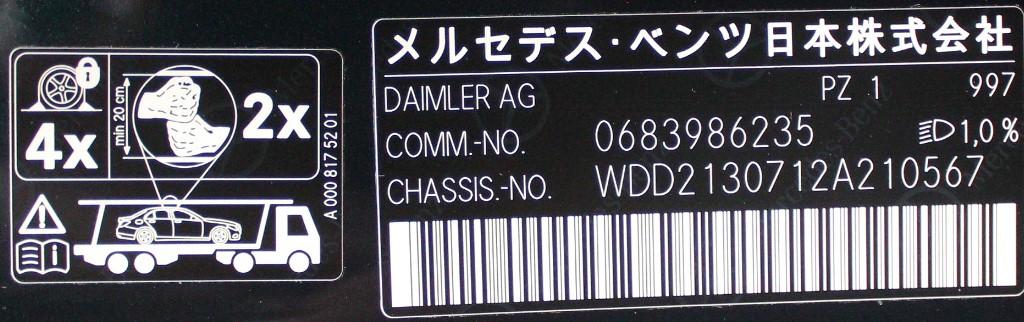 4x
min 20 cm
2x
A 000 817 52 01
メルセデス・ベンツ日本株式会社
DAIMLER AG PZ 1 997
COMM.-NO. 0683986235 1,0 %
CHASSIS.-NO. WDD2130712A210567